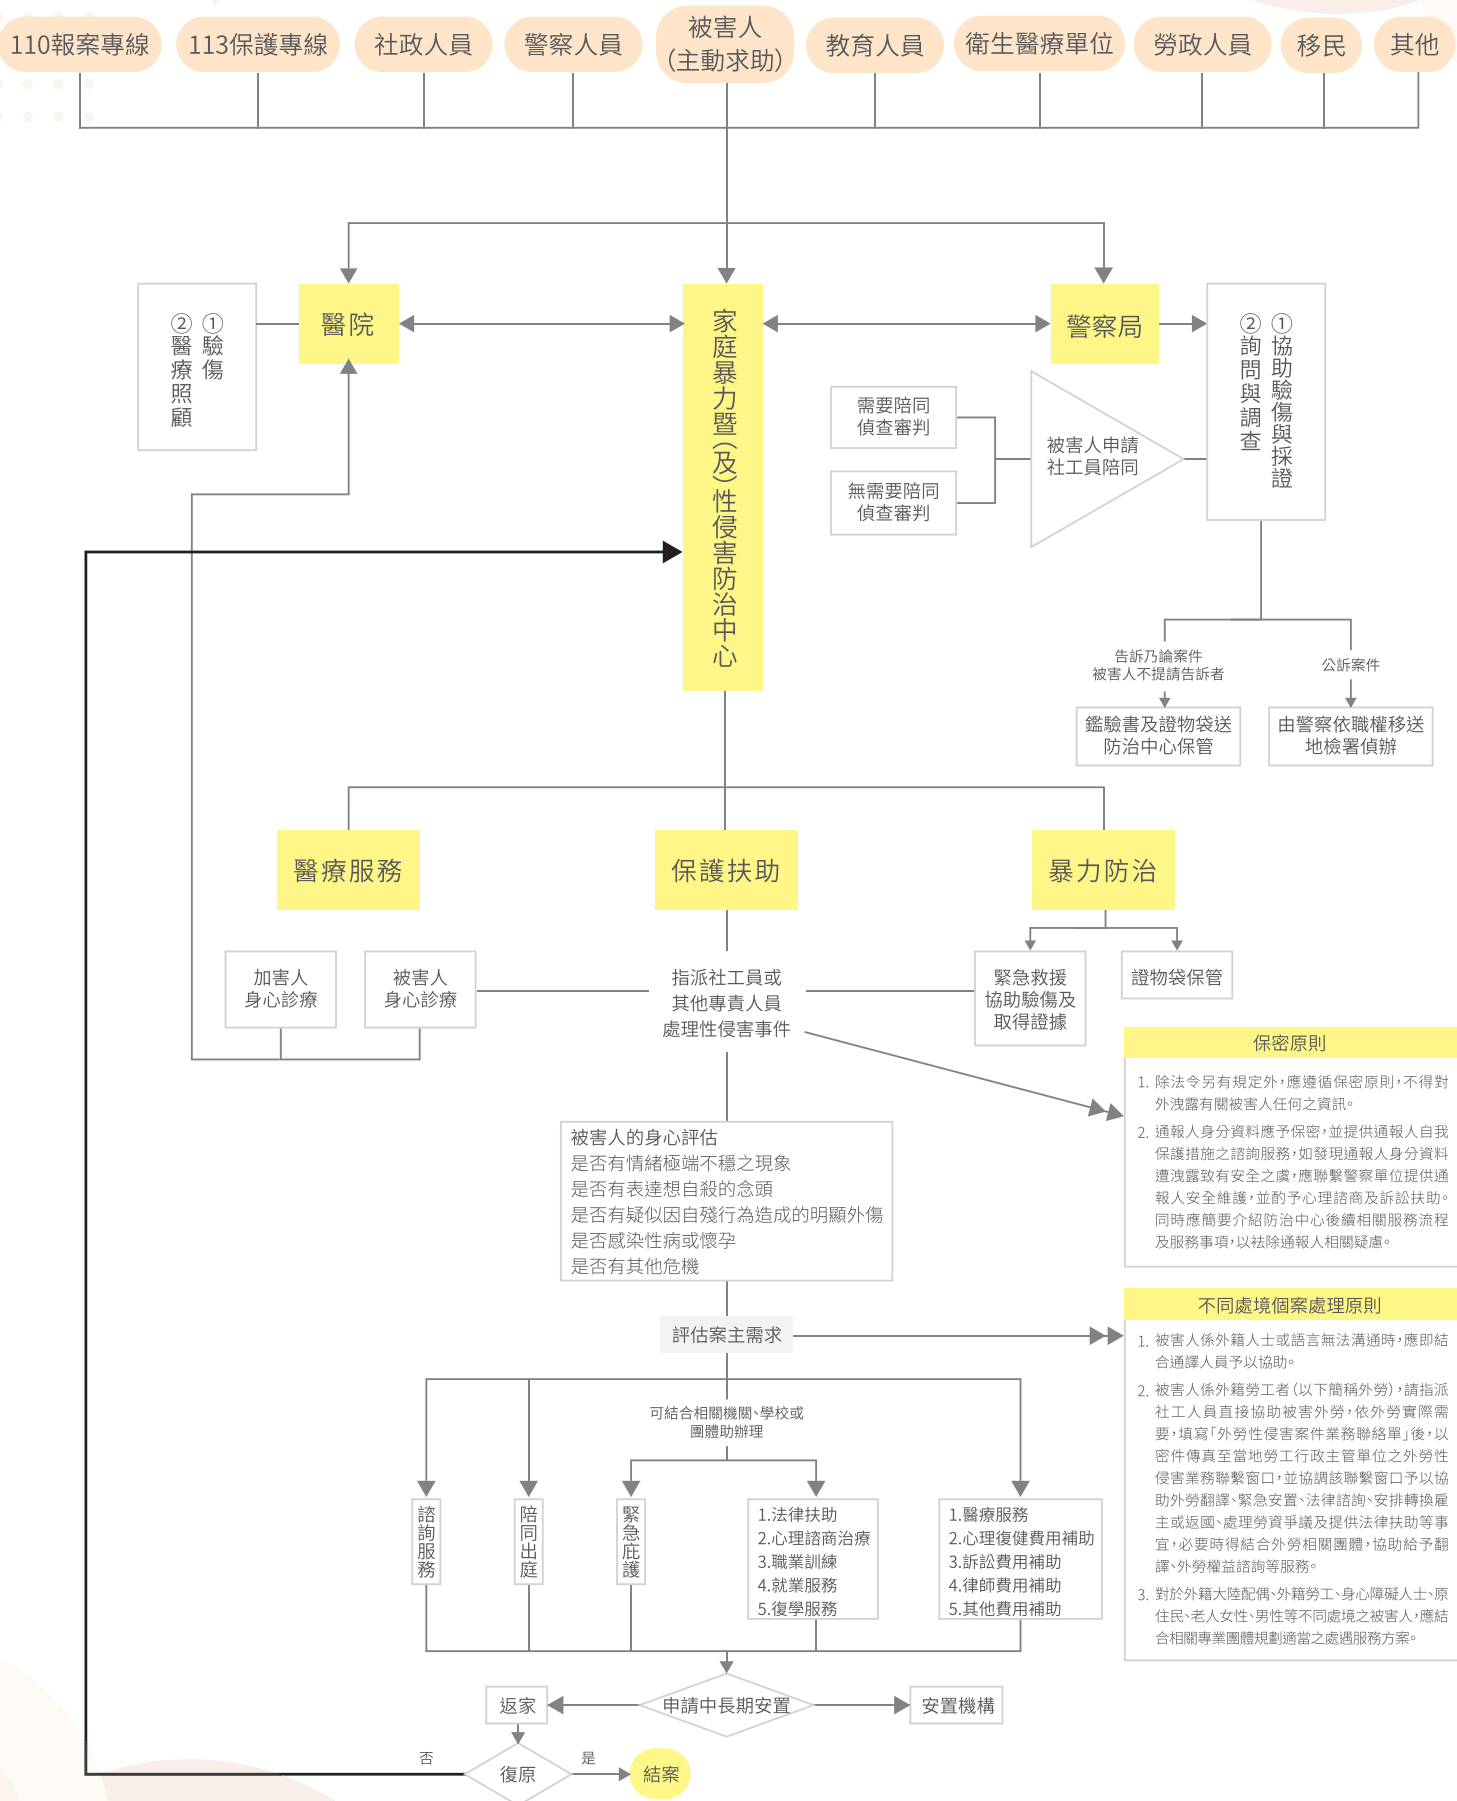 110報案專線
113保護專線
社政人員
警察人員
被害人
(主動求助)
教育人員
衛生醫療單位
勞政人員
移民
其他
①驗傷
②醫療照顧
醫院
家庭暴力暨(及)性侵害防治中心
警察局
①協助驗傷與採證
②詢問與調查
需要陪同
偵查審判
無需要陪同
偵查審判
被害人申請
社工員陪同
告訴乃論案件
被害人不提請告訴者
公訴案件
鑑驗書及證物袋送
防治中心保管
由警察依職權移送
地檢署偵辦
醫療服務
保護扶助
暴力防治
加害人
身心診療
被害人
身心診療
指派社工員或
其他專責人員
處理性侵害事件
緊急救援
協助驗傷及
取得證據
證物袋保管
保密原則
1. 除法令另有規定外,應遵循保密原則,不得對
外洩露有關被害人任何之資訊。
2. 通報人身分資料應予保密,並提供通報人自我
保護措施之諮詢服務,如發現通報人身分資料
遭洩露致有安全之虞,應聯繫警察單位提供通
報人安全維護,並酌予心理諮商及訴訟扶助。
同時應簡要介紹防治中心後續相關服務流程
及服務事項,以袪除通報人相關疑慮。
被害人的身心評估
是否有情緒極端不穩之現象
是否有表達想自殺的念頭
是否有疑似因自殘行為造成的明顯外傷
是否感染性病或懷孕
是否有其他危機
評估案主需求
不同處境個案處理原則
1. 被害人係外籍人士或語言無法溝通時,應即結
合通譯人員予以協助。
2. 被害人係外籍勞工者(以下簡稱外勞),請指派
社工人員直接協助被害外勞,依外勞實際需
要,填寫「外勞性侵害案件業務聯絡單」後,以
密件傳真至當地勞工行政主管單位之外勞性
侵害業務聯繫窗口,並協調該聯繫窗口予以協
助外勞翻譯、緊急安置、法律諮詢、安排轉換雇
主或返國、處理勞資爭議及提供法律扶助等事
宜,必要時得結合外勞相關團體,協助給予翻
譯、外勞權益諮詢等服務。
3. 對於外籍大陸配偶、外籍勞工、身心障礙人士、原
住民、老人女性、男性等不同處境之被害人,應結
合相關專業團體規劃適當之處遇服務方案。
可結合相關機關、學校或
團體助辦理
諮詢服務
陪同出庭
緊急庇護
1.法律扶助
2.心理諮商治療
3.職業訓練
4.就業服務
5.復學服務
1.醫療服務
2.心理復健費用補助
3.訴訟費用補助
4.律師費用補助
5.其他費用補助
返家
申請中長期安置
安置機構
否
復原
是
結案